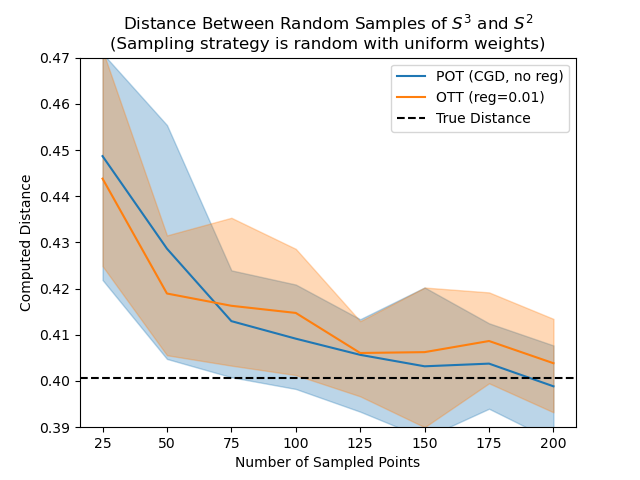 Distance Between Random Samples of $S^3$ and $S^2$
(Sampling strategy is random with uniform weights)
0.47
0.46
0.45
0.44
0.43
0.42
0.41
0.40
0.39
Computed Distance
POT (CGD, no reg)
OTT (reg=0.01)
True Distance
25 50 75 100 125 150 175 200
Number of Sampled Points